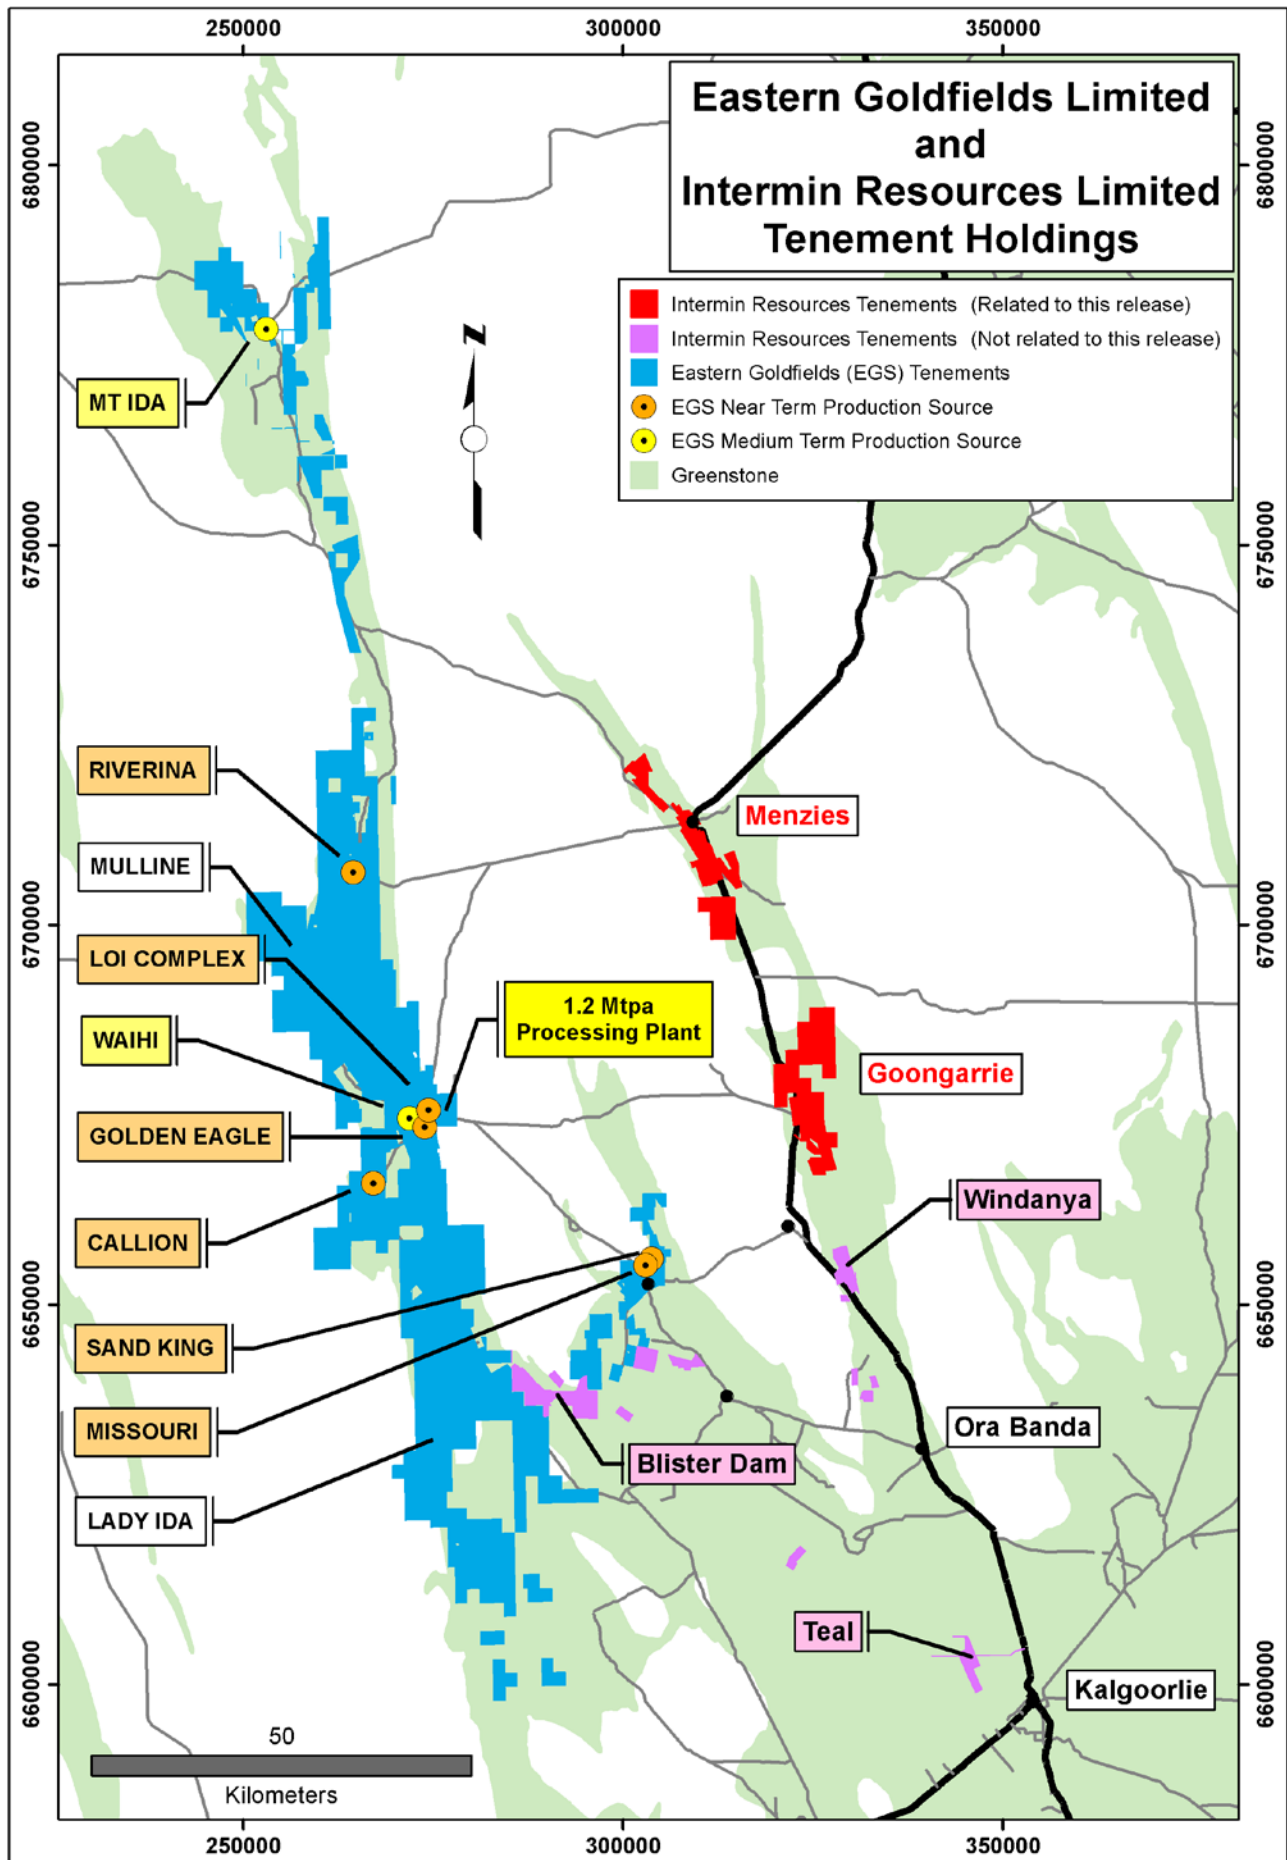 250000
300000
350000
Eastern Goldfields Limited
and
Intermin Resources Limited
Tenement Holdings
6800000
6800000
Intermin Resources Tenements (Related to this release)
Intermin Resources Tenements (Not related to this release)
Eastern Goldfields (EGS) Tenements
EGS Near Term Production Source
EGS Medium Term Production Source
Greenstone
Z
MT IDA
6750000
6750000
RIVERINA
Menzies
MULLINE
6700000
6700000
LOI COMPLEX
1.2 Mtpa
Processing Plant
WAIHI
Goongarrie
GOLDEN EAGLE
Windanya
CALLION
6650000
6650000
SAND KING
MISSOURI
Ora Banda
Blister Dam
LADY IDA
Teal
6600000
6600000
Kalgoorlie
50
Kilometers
250000
300000
350000